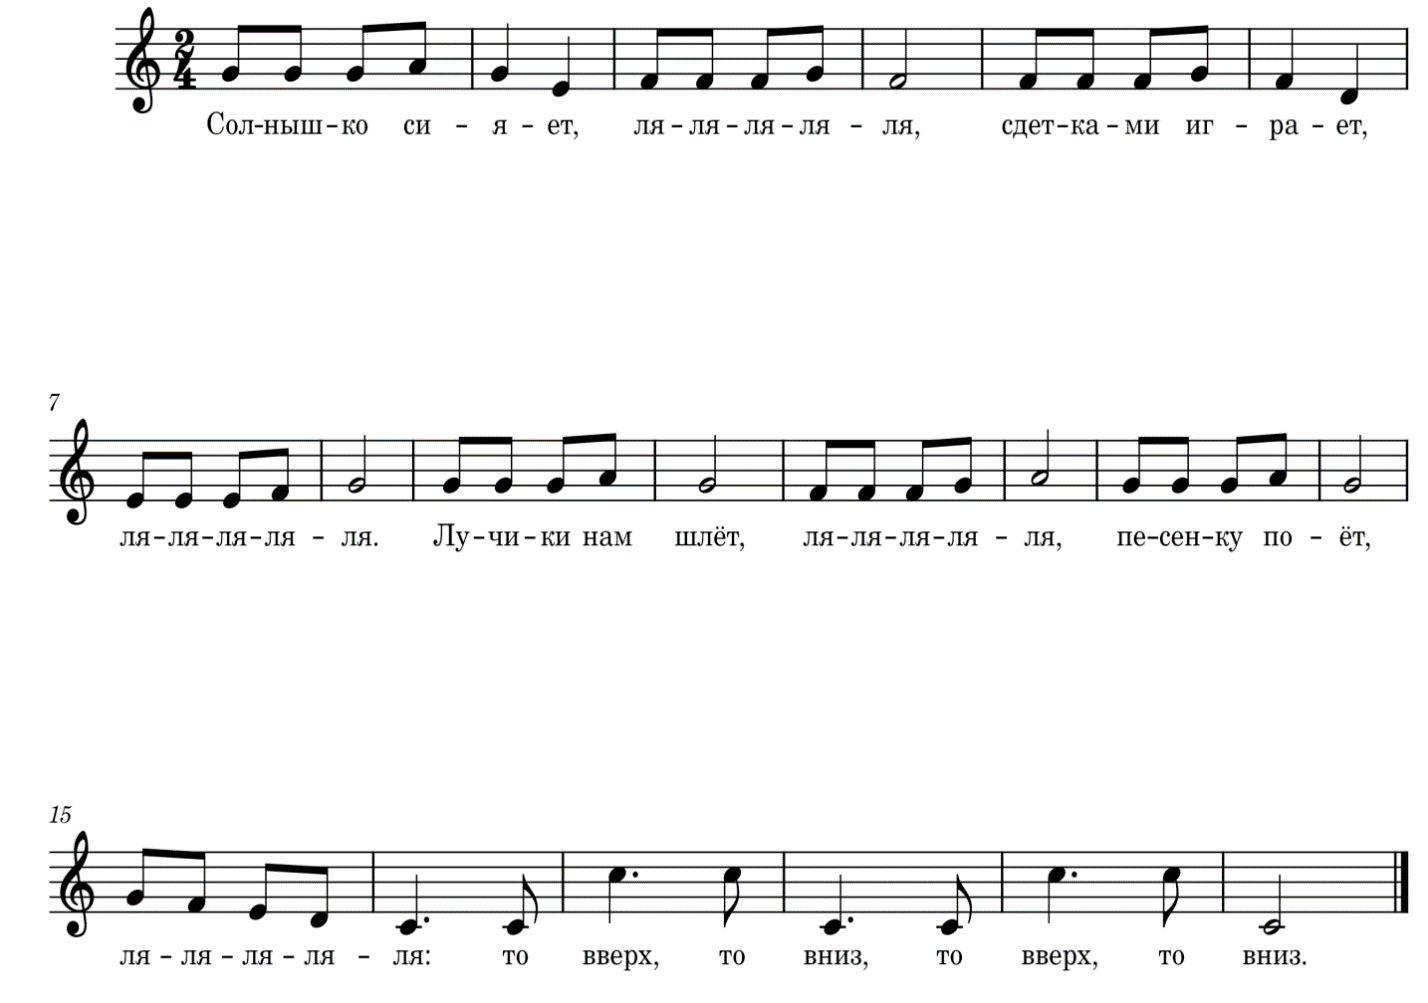 2
4
Сол-ныш-ко си - я - ет, ля-ля-ля-ля - ля, сдет-ка-ми иг - ра - ет,
7
ля-ля-ля-ля - ля. Лу-чи-ки нам шлёт, ля-ля-ля-ля - ля, пе-сен-ку по - ёт,
15
ля - ля - ля - ля - ля: то вверх, то вниз, то вверх, то вниз.